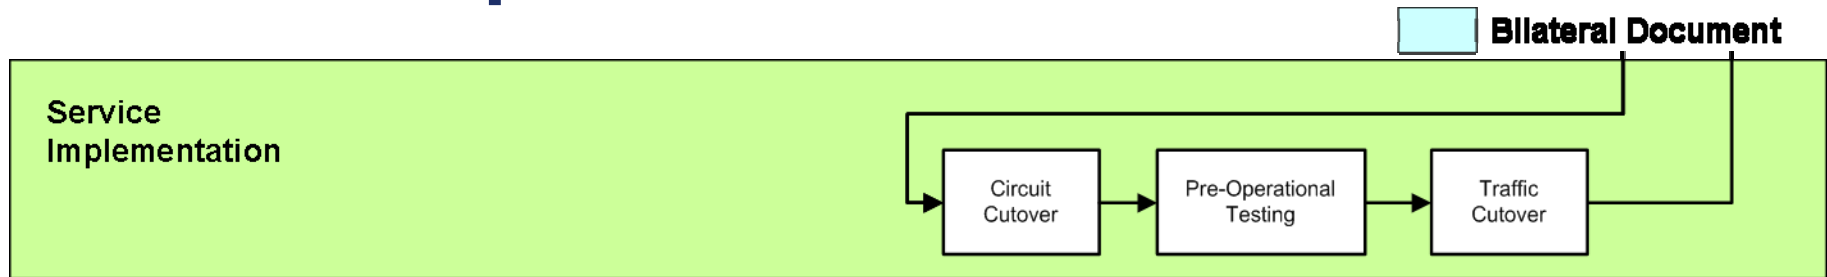 Bilateral Document
Service
Implementation
Circuit
Cutover
Pre-Operational
Testing
Traffic
Cutover